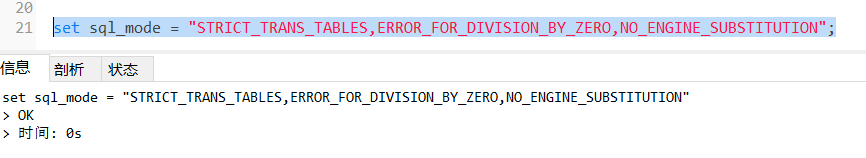 20
21 set sql_mode = "STRICT_TRANS_TABLES,ERROR_FOR_DIVISION_BY_ZERO,NO_ENGINE_SUBSTITUTION";
信息 剖析 状态
set sql_mode = "STRICT_TRANS_TABLES,ERROR_FOR_DIVISION_BY_ZERO,NO_ENGINE_SUBSTITUTION"
> OK
> 时间: 0s